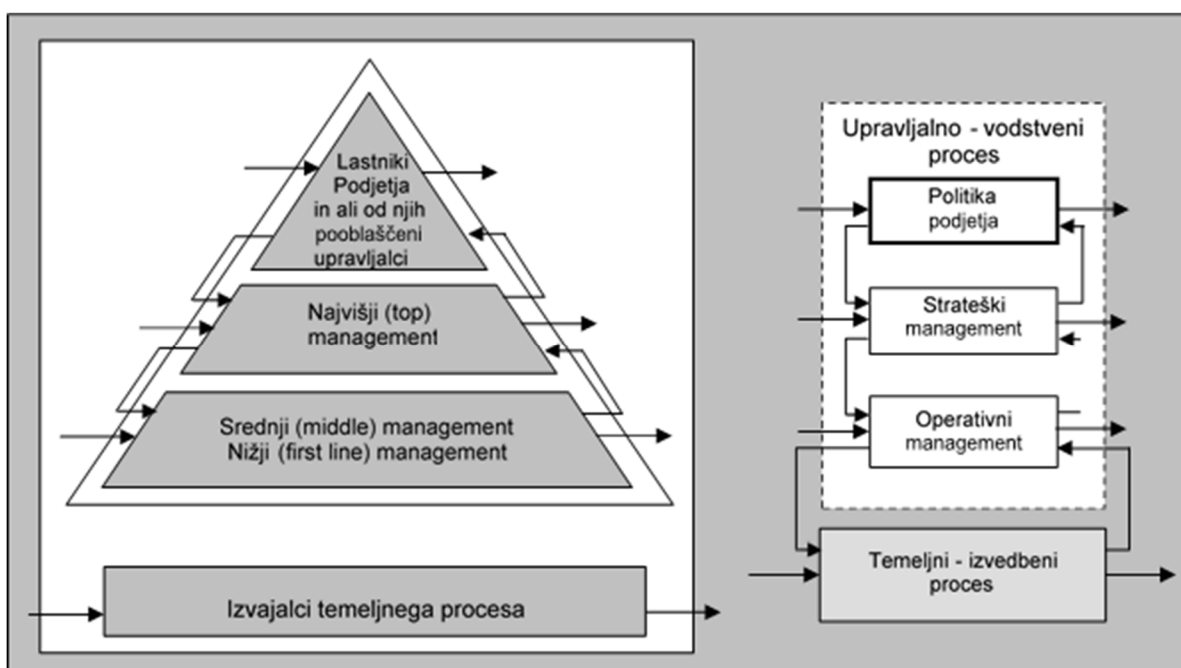 Lastniki
Podjetja
in ali od njih
pooblaščeni
upravljalci
Najvišji (top)
management
Srednji (middle) management
Nižji (first line) management
Izvajalci temeljnega procesa
Upravljalno - vodstveni
proces
Politika
podjetja
Strateški
management
Operativni
management
Temeljni - izvedbeni
proces